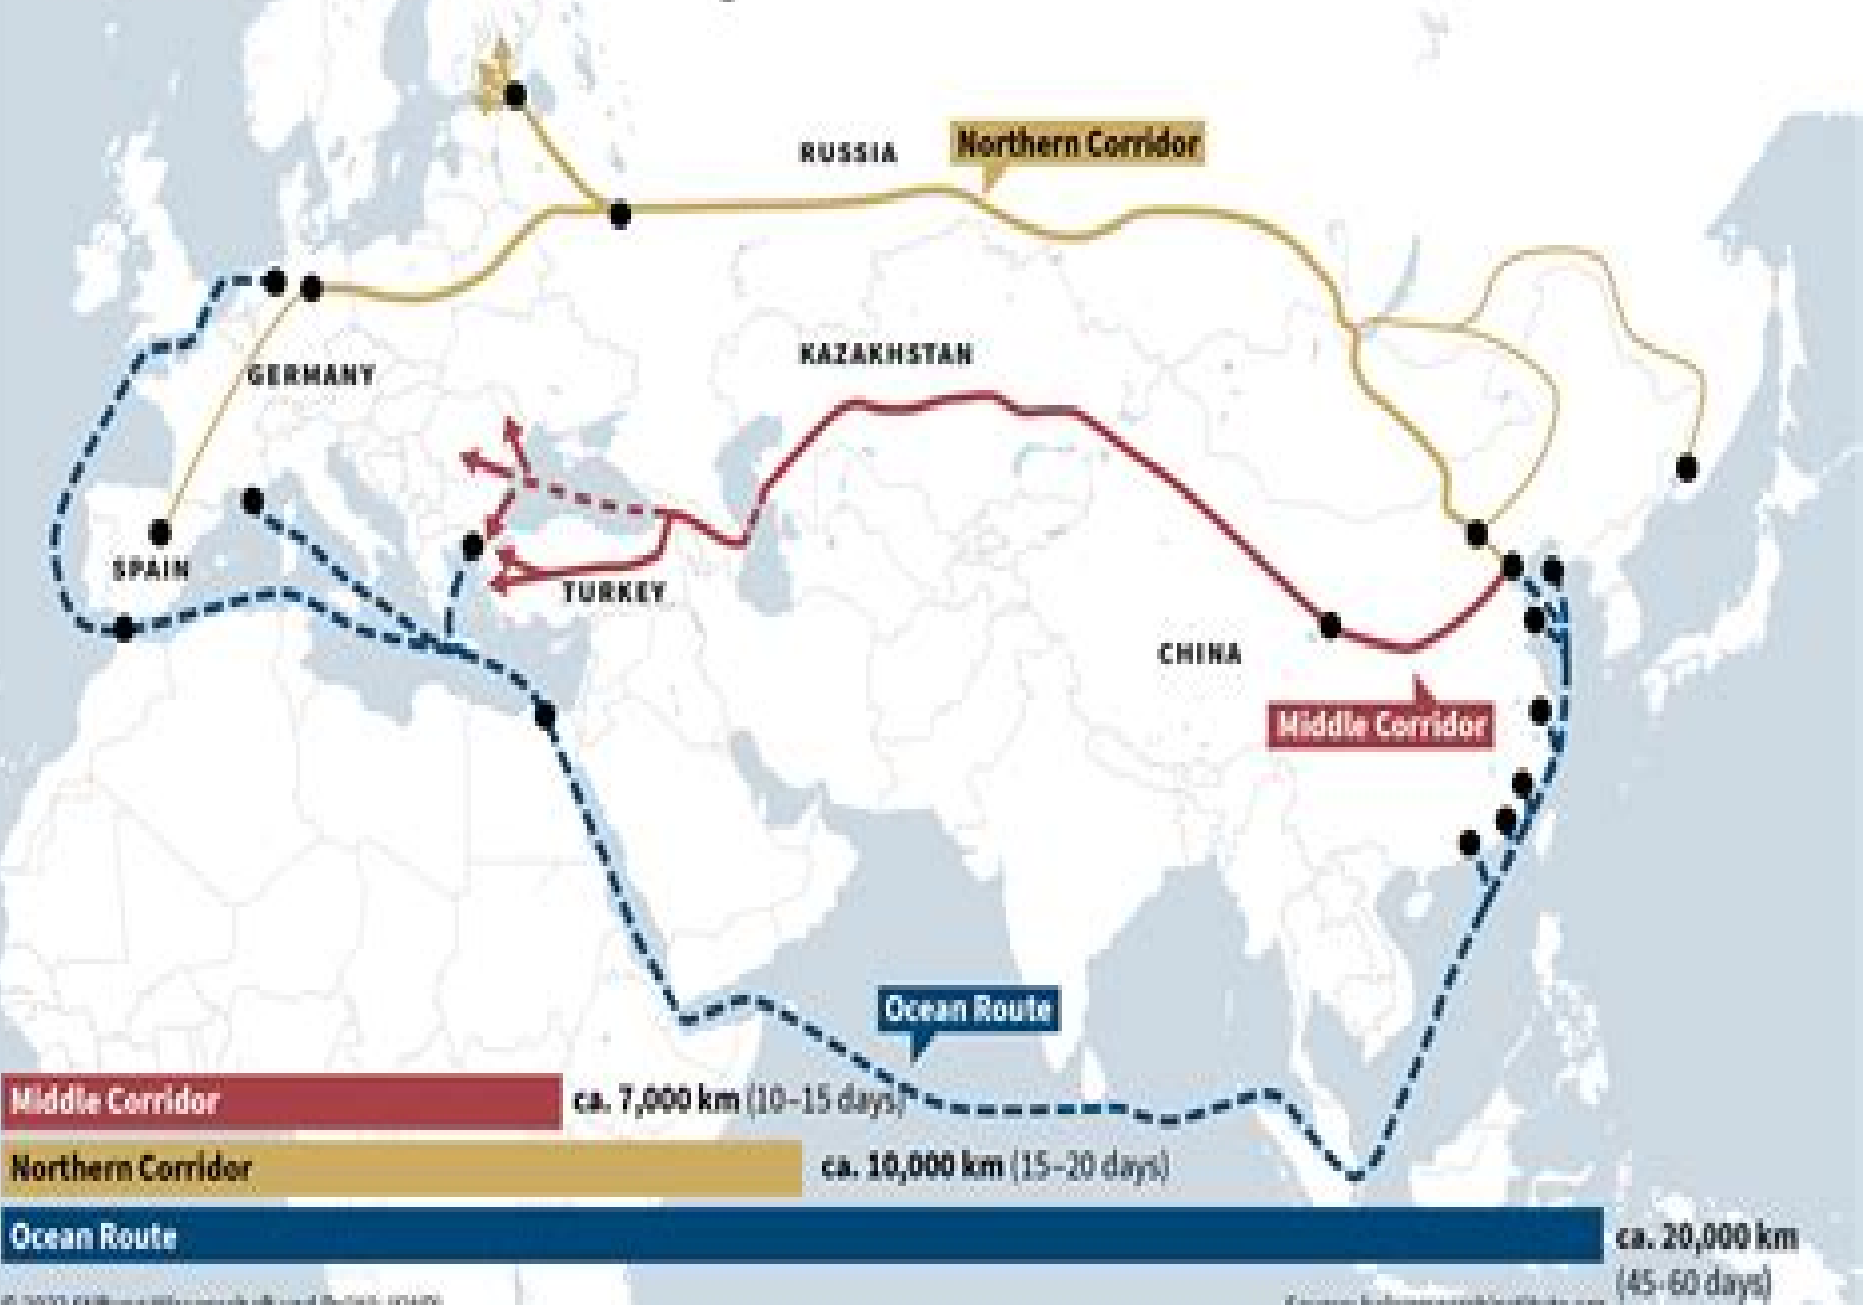 RUSSIA
Northern Corridor
KAZAKHSTAN
GERMANY
SPAIN
TURKEY
CHINA
Middle Corridor
Ocean Route
Middle Corridor
ca. 7,000 km (10–15 days)
Northern Corridor
ca. 10,000 km (15–20 days)
Ocean Route
ca. 20,000 km
(45-60 days)